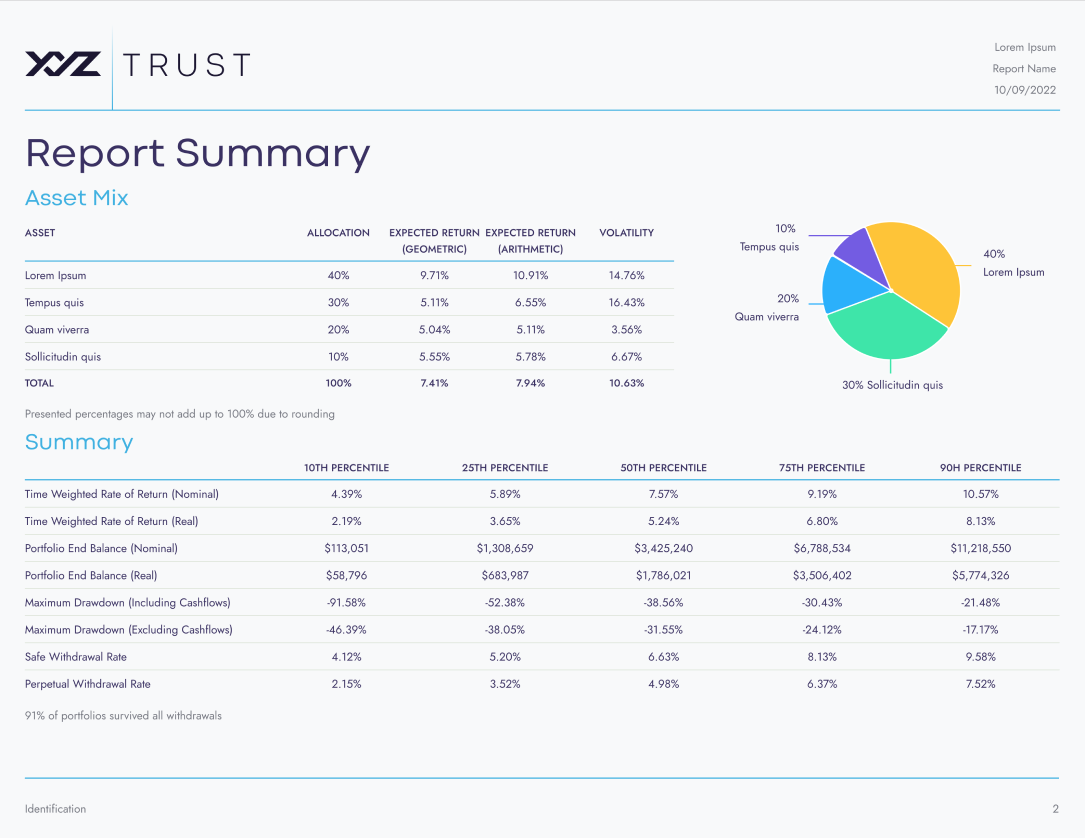 XYZ TRUST
Lorem Ipsum
Report Name
10/09/2022
Report Summary
Asset Mix
ASSET ALLOCATION EXPECTED RETURN (GEOMETRIC) EXPECTED RETURN (ARITHMETIC) VOLATILITY
Lorem Ipsum 40% 9.71% 10.91% 14.76%
Tempus quis 30% 5.11% 6.55% 16.43%
Quam viverra 20% 5.04% 5.11% 3.56%
Sollicitudin quis 10% 5.55% 5.78% 6.67%
TOTAL 100% 7.41% 7.94% 10.63%
Presented percentages may not add up to 100% due to rounding
10%
Tempus quis
40%
Lorem Ipsum
20%
Quam viverra
30% Sollicitudin quis
Summary
10TH PERCENTILE 25TH PERCENTILE 50TH PERCENTILE 75TH PERCENTILE 90H PERCENTILE
Time Weighted Rate of Return (Nominal) 4.39% 5.89% 7.57% 9.19% 10.57%
Time Weighted Rate of Return (Real) 2.19% 3.65% 5.24% 6.80% 8.13%
Portfolio End Balance (Nominal) $113,051 $1,308,659 $3,425,240 $6,788,534 $11,218,550
Portfolio End Balance (Real) $58,796 $683,987 $1,786,021 $3,506,402 $5,774,326
Maximum Drawdown (Including Cashflows) -91.58% -52.38% -38.56% -30.43% -21.48%
Maximum Drawdown (Excluding Cashflows) -46.39% -38.05% -31.55% -24.12% -17.17%
Safe Withdrawal Rate 4.12% 5.20% 6.63% 8.13% 9.58%
Perpetual Withdrawal Rate 2.15% 3.52% 4.98% 6.37% 7.52%
91% of portfolios survived all withdrawals
Identification 2